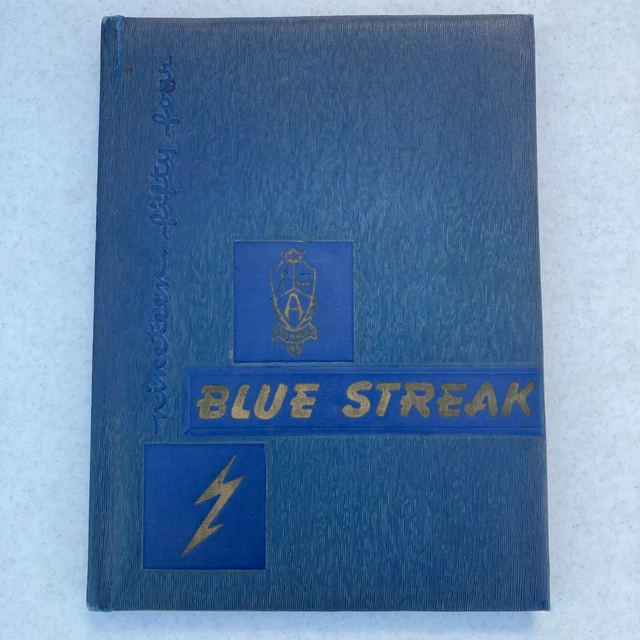 nineteen fifty four
A
BLUE STREAK